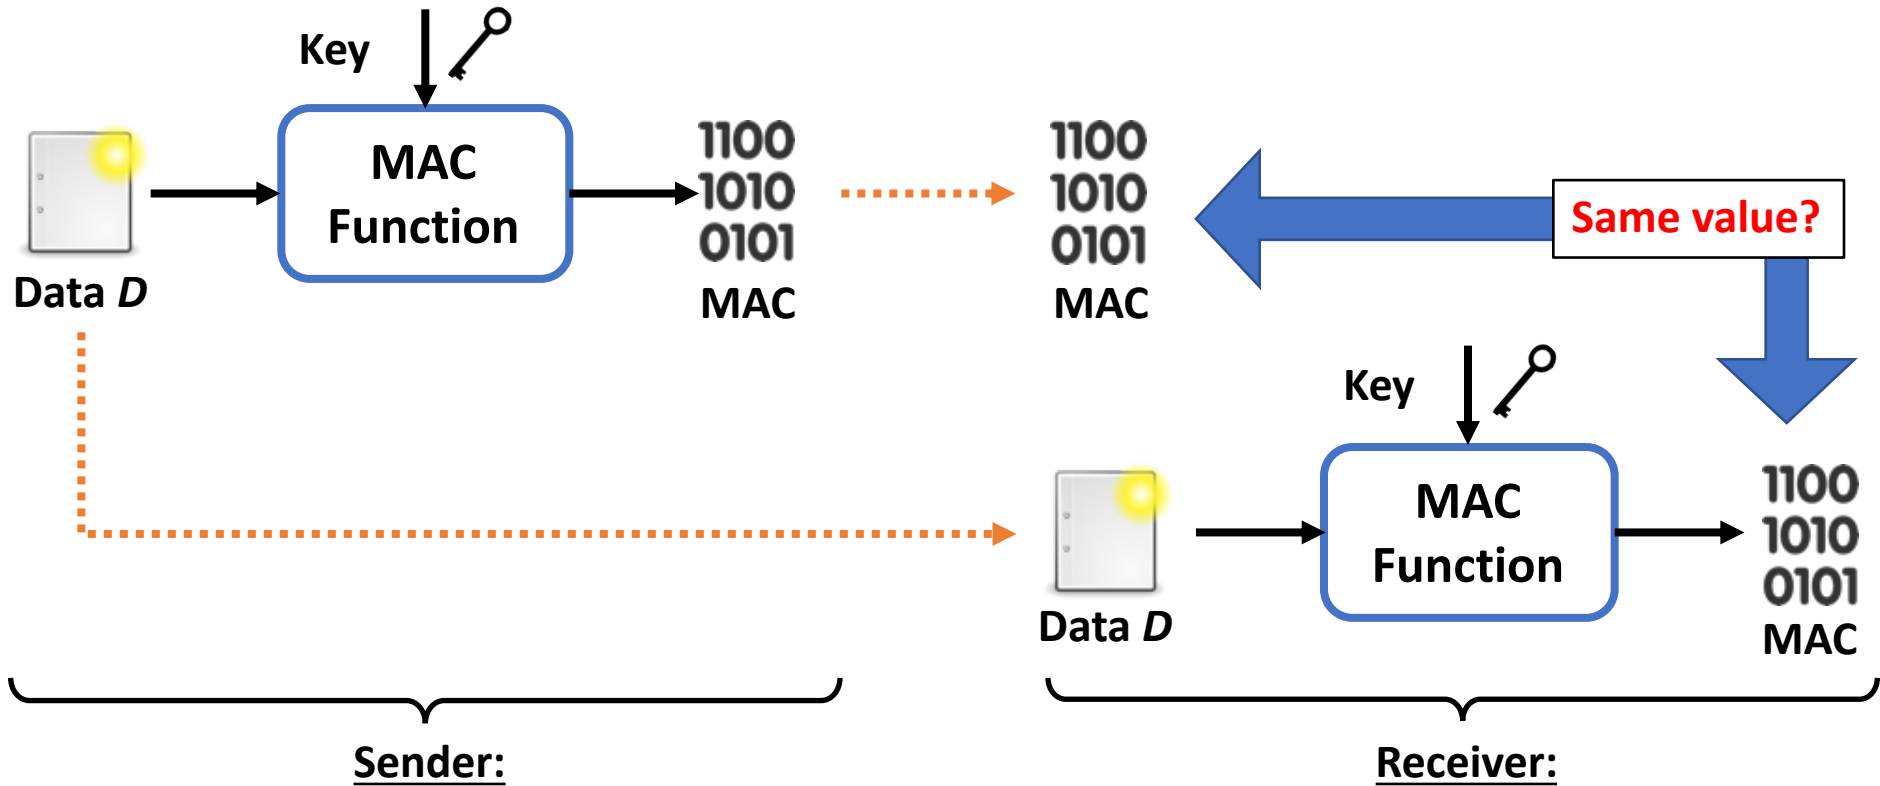 Key
MAC
Function
Data D
1100
1010
0101
MAC
1100
1010
0101
MAC
Same value?
Key
MAC
Function
Data D
1100
1010
0101
MAC
Sender:
Receiver: